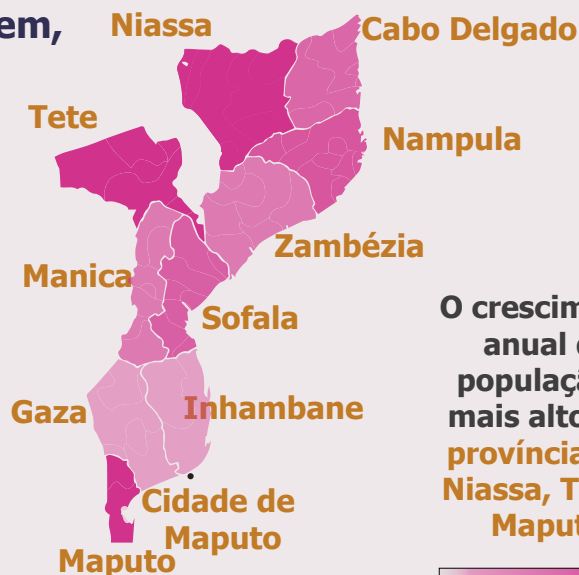 em,
Niassa
Cabo Delgado
Tete
Nampula
Zambézia
Manica
Sofala
Gaza
Inhambane
Cidade de
Maputo
Maputo
O crescim
anual
população
mais alto
província
Niassa, T
Maput